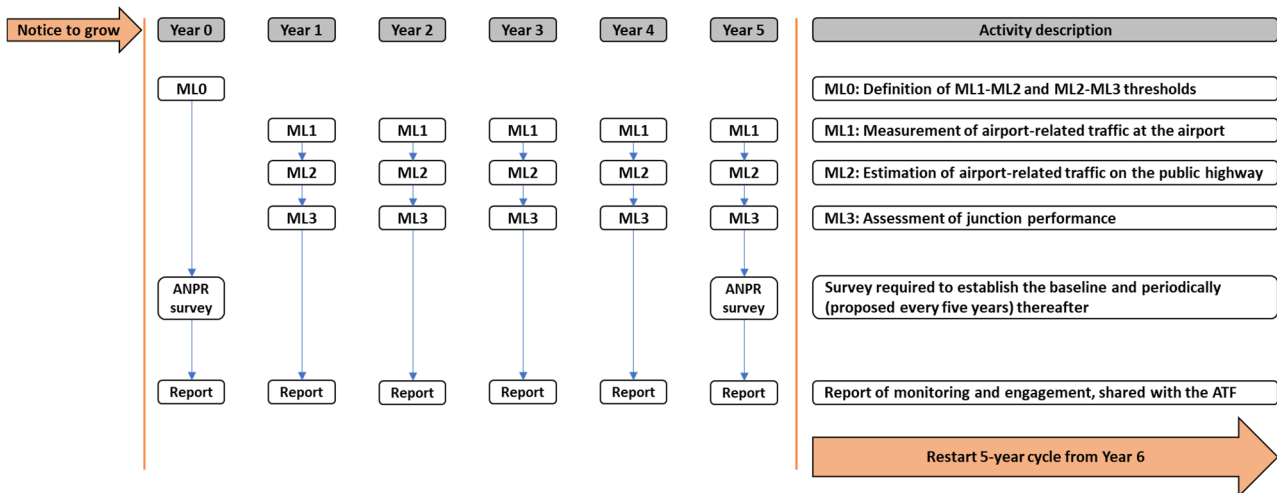 Notice to grow Year 0 Year 1 Year 2 Year 3 Year 4 Year 5 Activity description
ML0 ML0: Definition of ML1-ML2 and ML2-ML3 thresholds
ML1 ML1 ML1 ML1 ML1 ML1: Measurement of airport-related traffic at the airport
ML2 ML2 ML2 ML2 ML2 ML2: Estimation of airport-related traffic on the public highway
ML3 ML3 ML3 ML3 ML3 ML3: Assessment of junction performance
ANPR
survey
ANPR
survey
Survey required to establish the baseline and periodically
(proposed every five years) thereafter
Report Report Report Report Report Report Report of monitoring and engagement, shared with the ATF
Restart 5-year cycle from Year 6